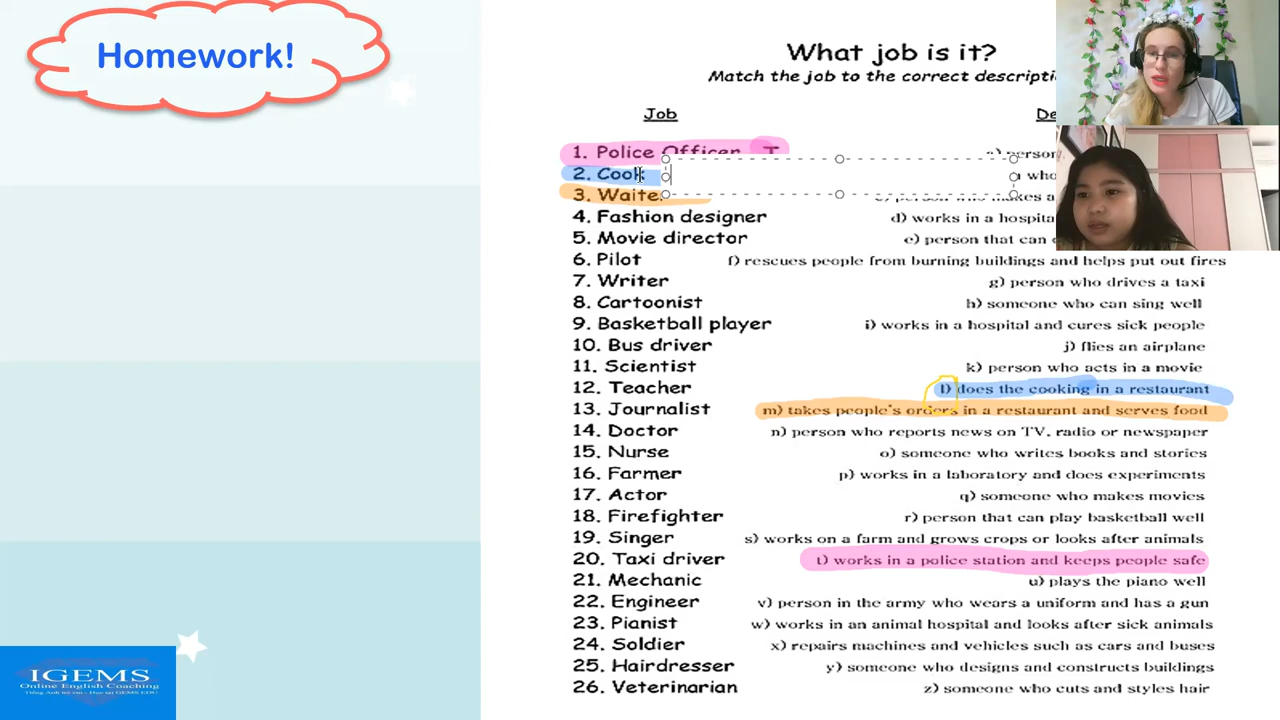 Homework!
What job is it?
Match the job to the correct
Job
1. Police Officer T
2. Cook
3. Waite
4. Fashion designer
5. Movie director
6. Pilot
7. Writer
8. Cartoonist
9. Basketball player
10. Bus driver
11. Scientist
12. Teacher
13. Journalist
14. Doctor
15. Nurse
16. Farmer
17. Actor
18. Firefighter
19. Singer
20. Taxi driver
21. Mechanic
22. Engineer
23. Pianist
24. Soldier
25. Hairdresser
26. Veterinarian
person
d) works in a
e) person that can
f) rescues people from burning buildings and helps put out fires
g) person who drives a taxi
h) someone who can sing well
i) works in a hospital and cures sick people
j) flies an airplane
k) person who acts in a movie
l) does the cooking in a restaurant
m) takes people's orders in a restaurant and serves food
n) person who reports news on TV, radio or newspaper
o) someone who writes books and stories
p) works in a laboratory and does experiments
q) someone who makes movies
r) person that can play basketball well
s) works on a farm and grows crops or looks after animals
t) works in a police station and keeps people safe
u) plays the piano well
v) person in the army who wears a uniform and has a gun
w) works in an animal hospital and looks after sick animals
x) repairs machines and vehicles such as cars and buses
y) someone who designs and constructs buildings
z) someone who cuts and styles hair
IGEMS
Online English Coaching